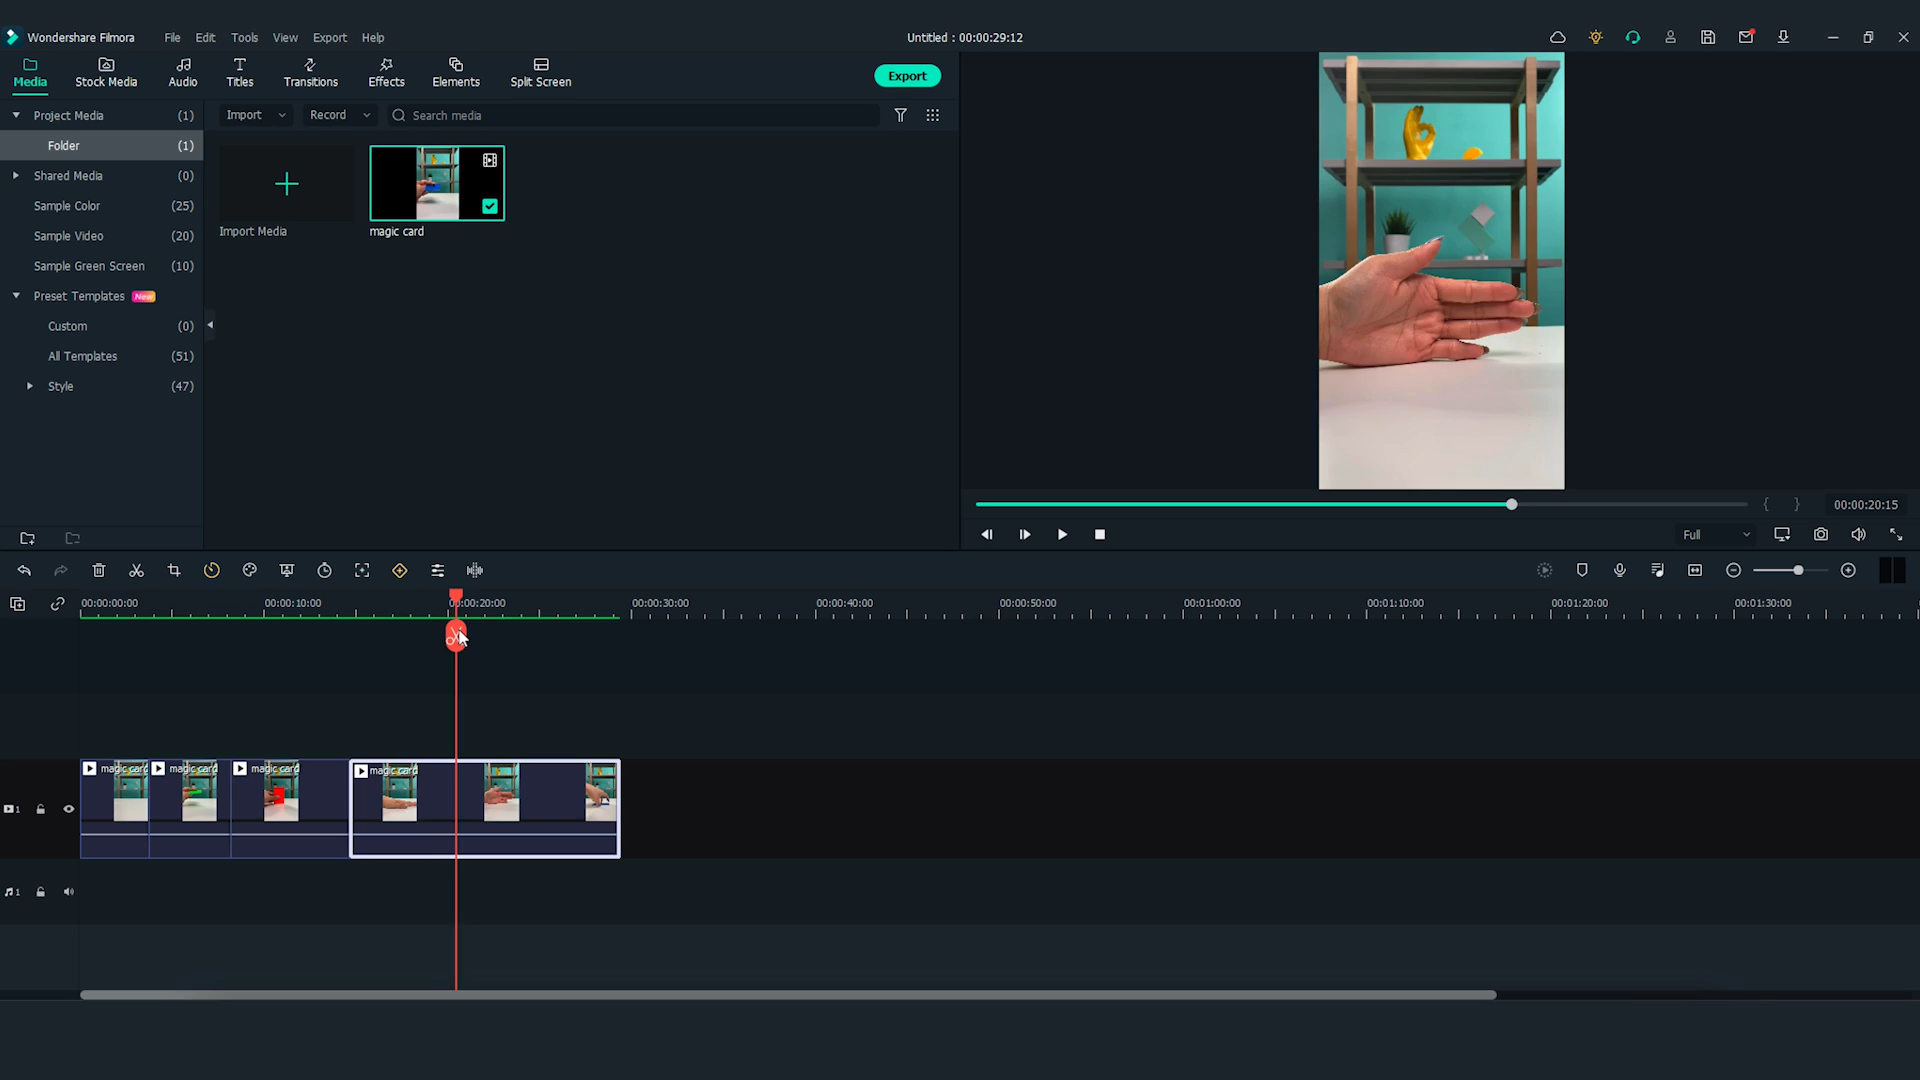 Wondershare Filmora File Edit Tools View Export Help Untitled : 00:00:29:12
Media Stock Media Audio Titles Transitions Effects Elements Split Screen Export
Project Media (1) Import Record Search media
Folder (1)
Shared Media (0)
Sample Color (25)
Sample Video (20)
Sample Green Screen (10)
Preset Templates New
Custom (0)
All Templates (51)
Style (47)
Import Media magic card
00:00:20:15
Full
00:00:00:00 00:00:10:00 00:00:20:00 00:00:30:00 00:00:40:00 00:00:50:00 00:01:00:00 00:01:10:00 00:01:20:00 00:01:30:00
magic card magic card magic card magic card
1
1